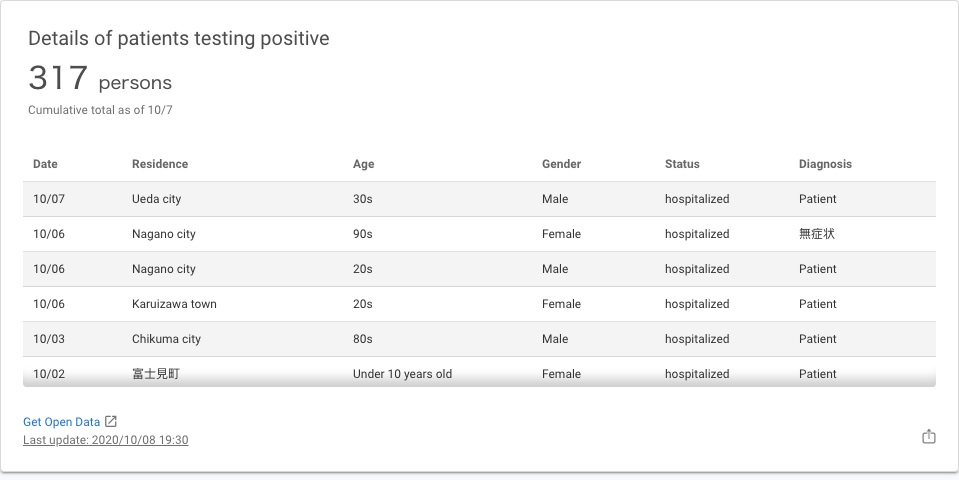 Details of patients testing positive
317 persons
Cumulative total as of 10/7
Date Residence Age Gender Status Diagnosis
10/07 Ueda city 30s Male hospitalized Patient
10/06 Nagano city 90s Female hospitalized 無症状
10/06 Nagano city 20s Male hospitalized Patient
10/06 Karuizawa town 20s Female hospitalized Patient
10/03 Chikuma city 80s Male hospitalized Patient
10/02 富士見町 Under 10 years old Female hospitalized Patient
Get Open Data
Last update: 2020/10/08 19:30